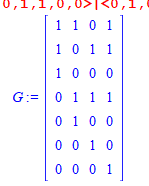 0,1,1,0,0>|<0,1,0
1 1 0 1
1 0 1 1
1 0 0 0
G := 0 1 1 1
0 1 0 0
0 0 1 0
0 0 0 1